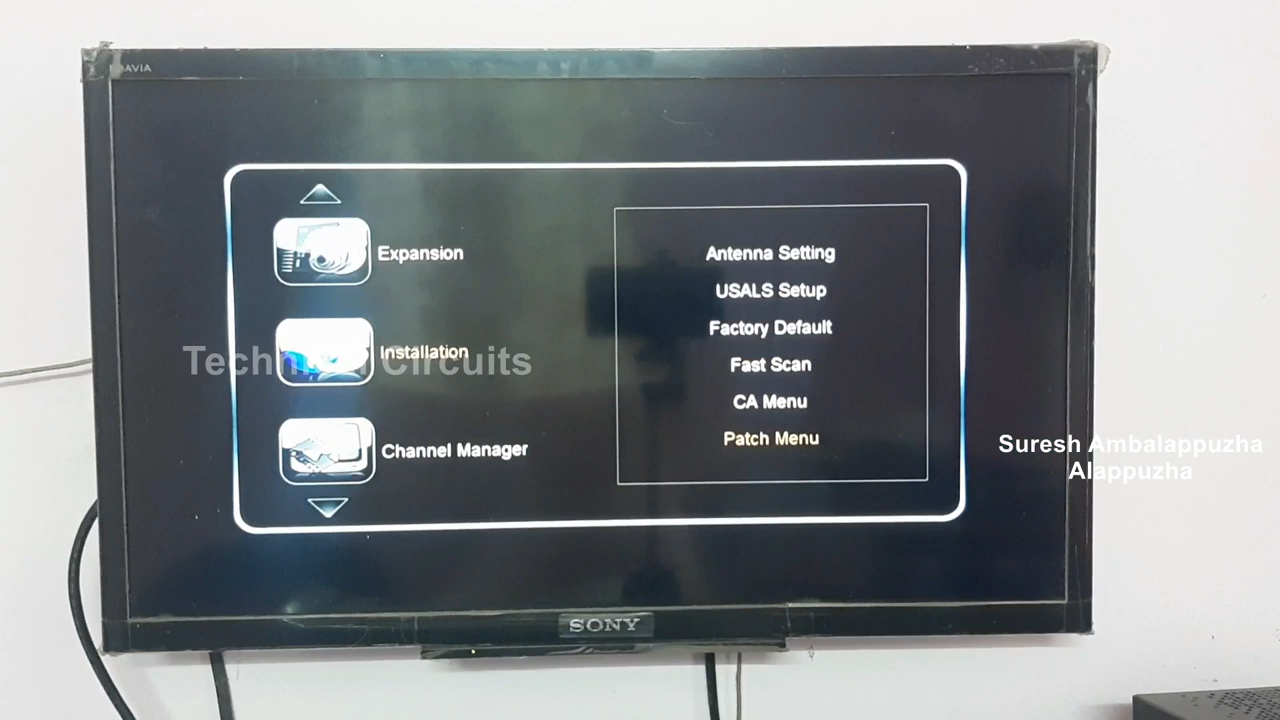 Expansion
Installation
Channel Manager
Antenna Setting
USALS Setup
Factory Default
Fast Scan
CA Menu
Patch Menu
Suresh Ambalappuzha
Alappuzha
SONY